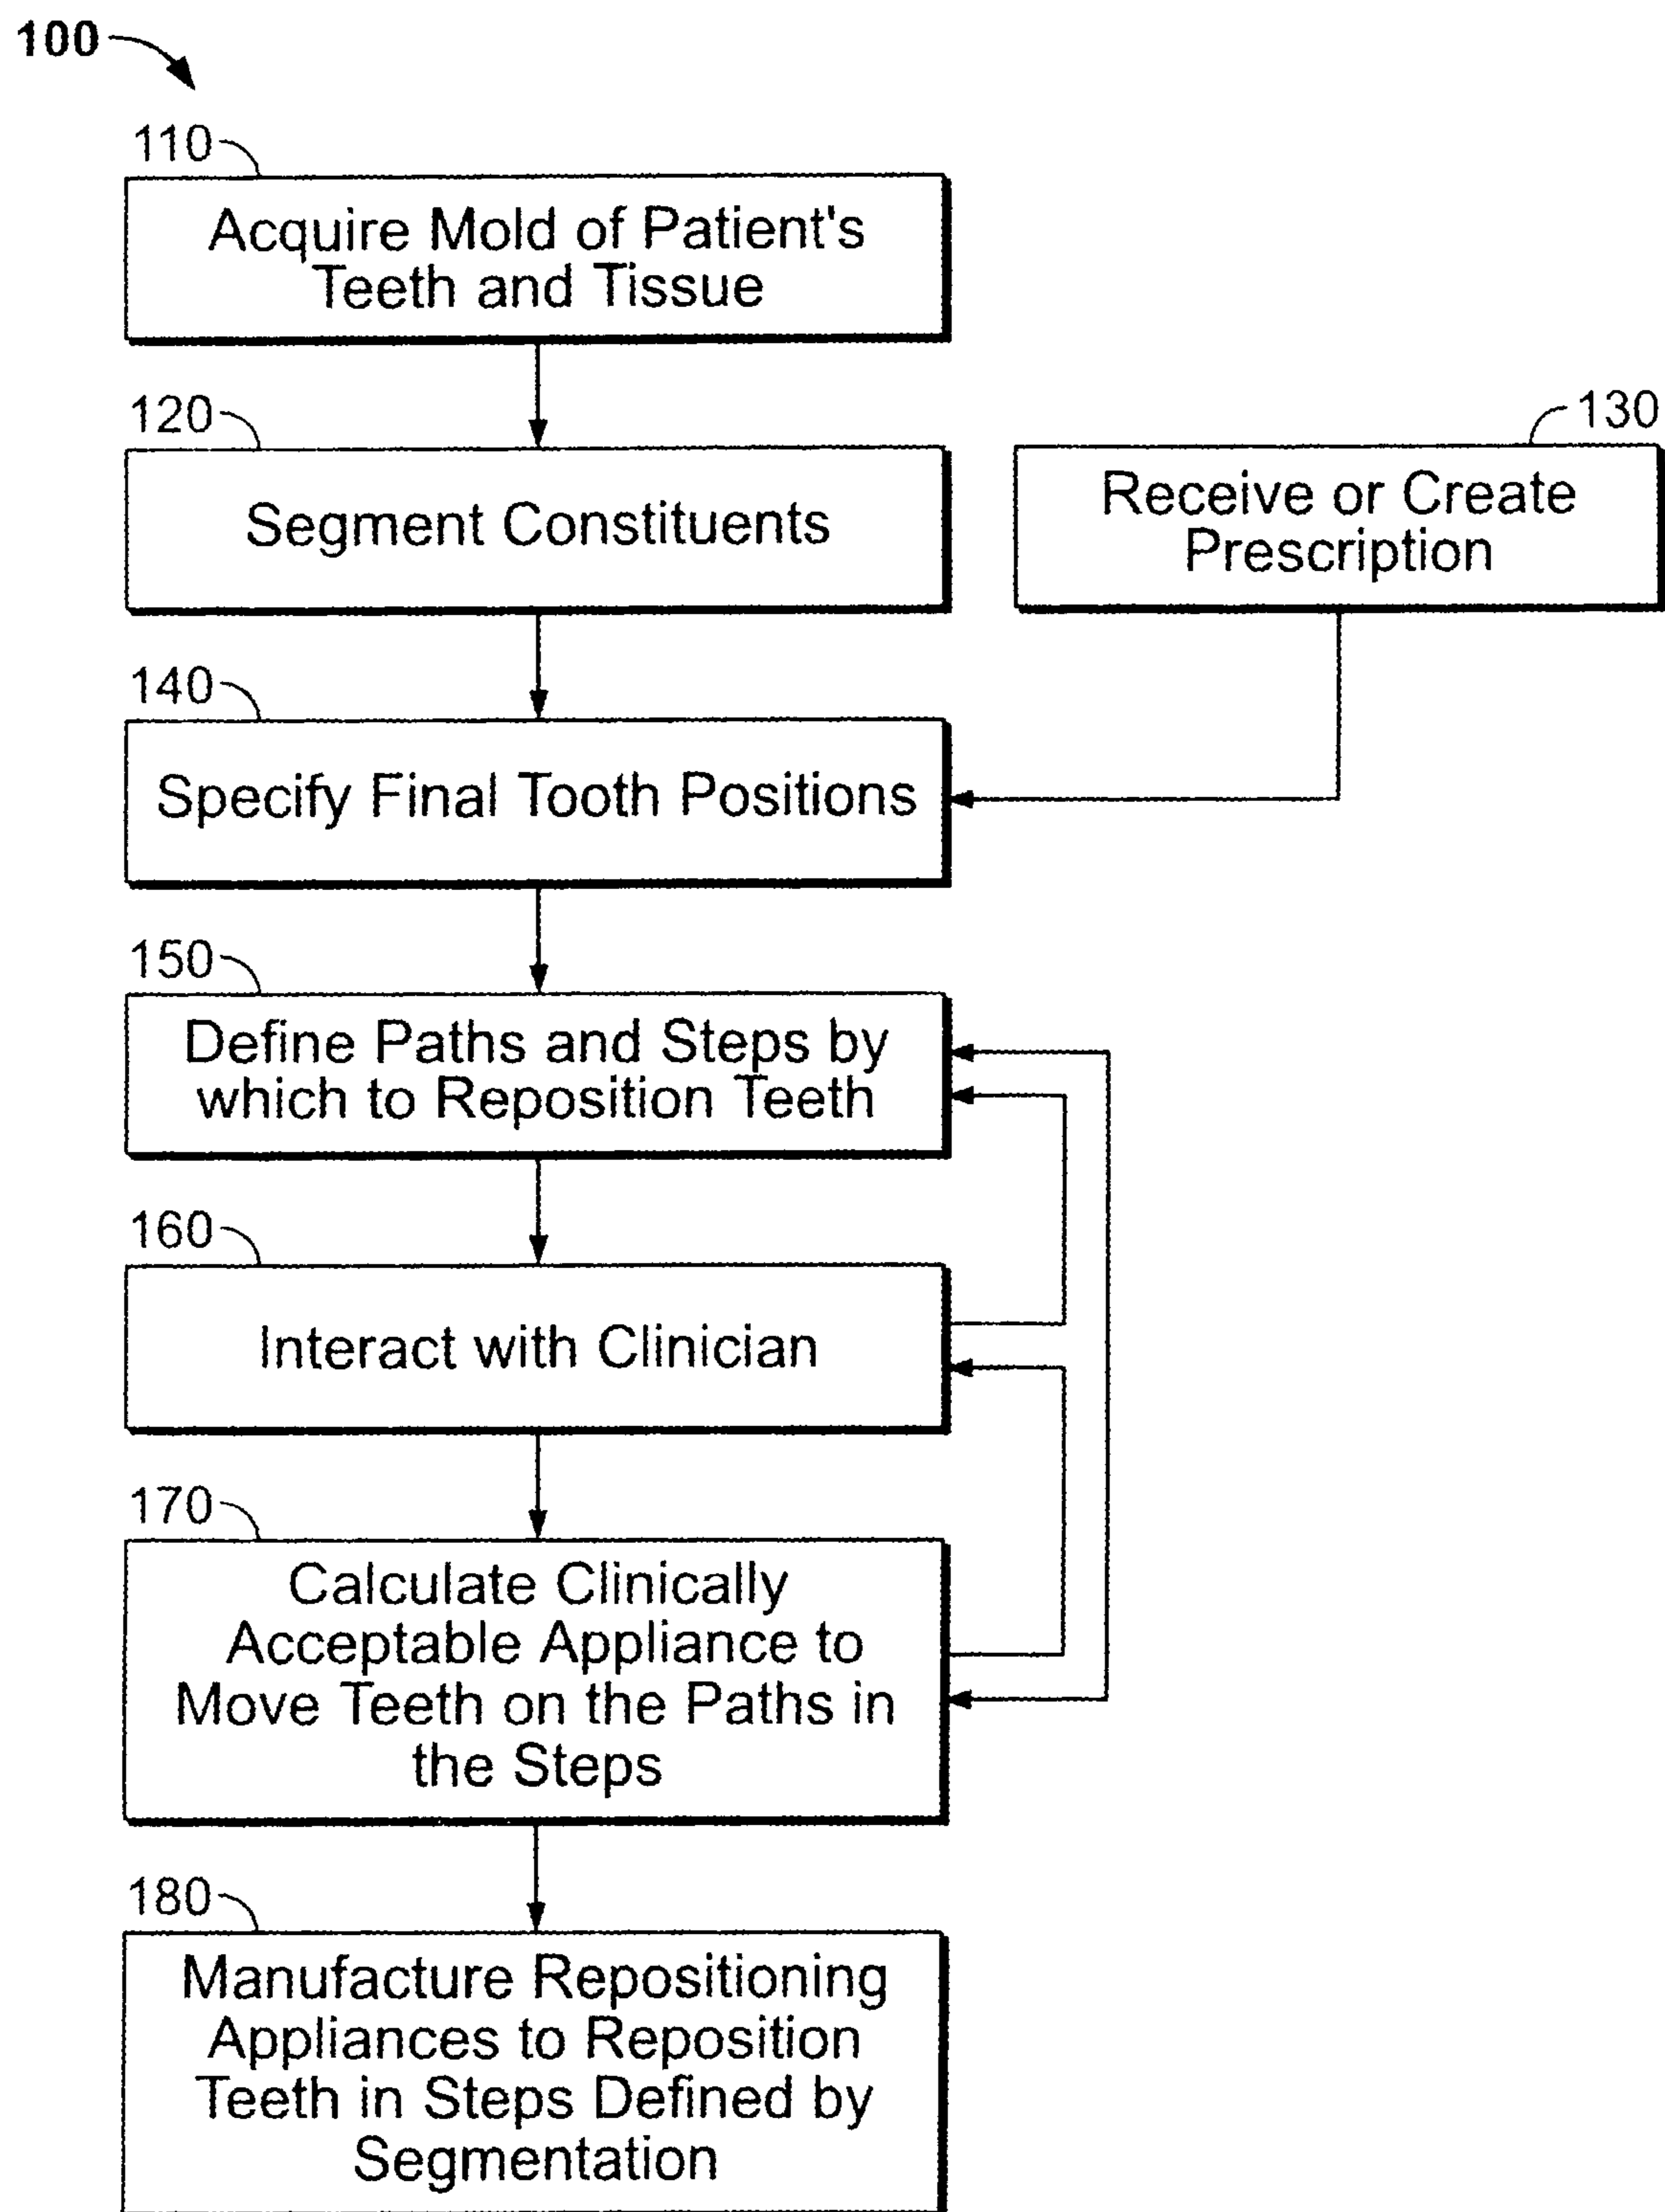 100
110
Acquire Mold of Patient's
Teeth and Tissue
120
Segment Constituents
130
Receive or Create
Prescription
140
Specify Final Tooth Positions
150
Define Paths and Steps by
which to Reposition Teeth
160
Interact with Clinician
170
Calculate Clinically
Acceptable Appliance to
Move Teeth on the Paths in
the Steps
180
Manufacture Repositioning
Appliances to Reposition
Teeth in Steps Defined by
Segmentation